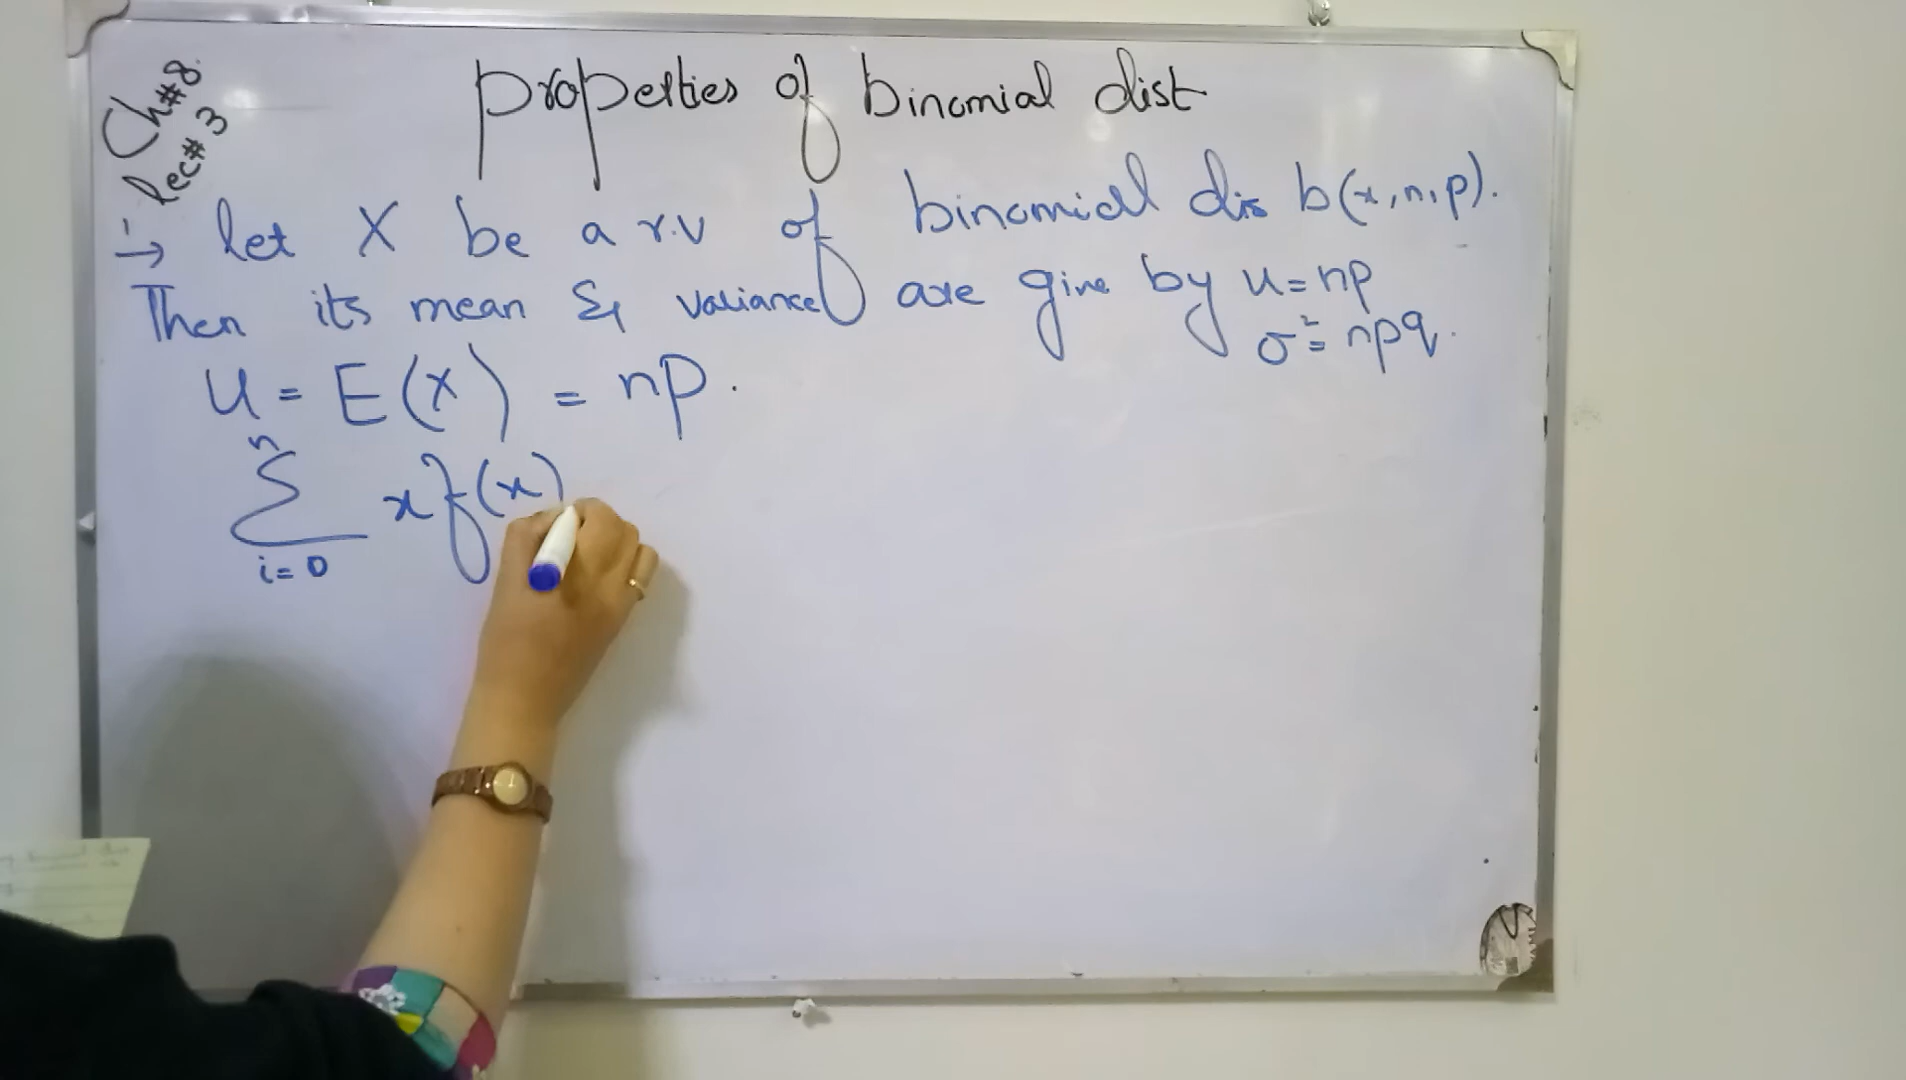 Ch#8
Lec#3
properties of binomial dist
→ let X be a r.v of binomial dis b(x,n,p).
Then its mean & variance are give by u=np
σ²= npq.
u = E(X) = np.
n
Σ x f(x)
i=0